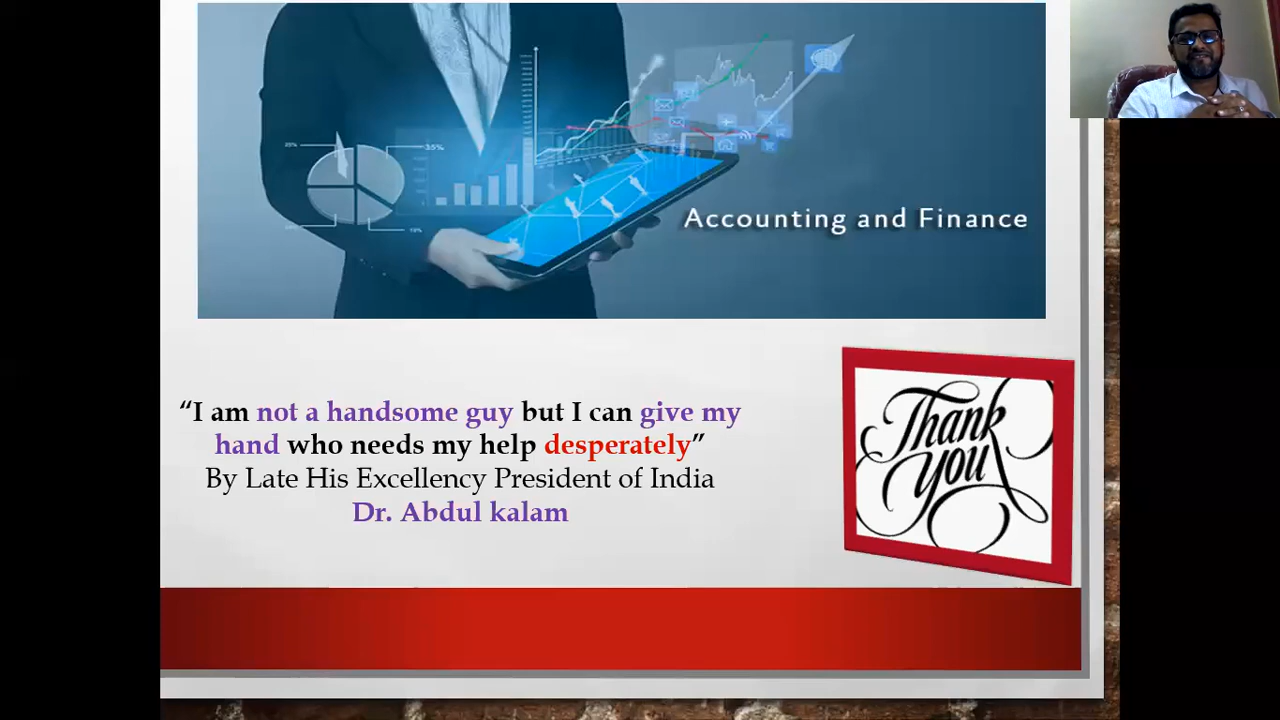 35%
Accounting and Finance
“I am not a handsome guy but I can give my
hand who needs my help desperately”
By Late His Excellency President of India
Dr. Abdul kalam
Thank
you